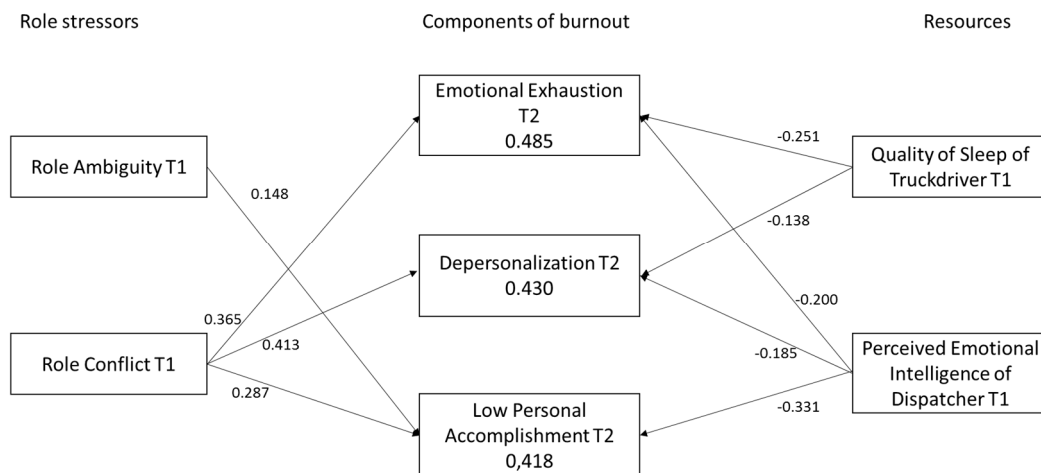 Role stressors
Components of burnout
Resources
Emotional Exhaustion
T2
0.485
Role Ambiguity T1
-0.251
Quality of Sleep of
Truckdriver T1
0.148
-0.138
Depersonalization T2
0.430
-0.200
0.365
0.413
Role Conflict T1
-0.185
Perceived Emotional
Intelligence of
Dispatcher T1
0.287
-0.331
Low Personal
Accomplishment T2
0,418